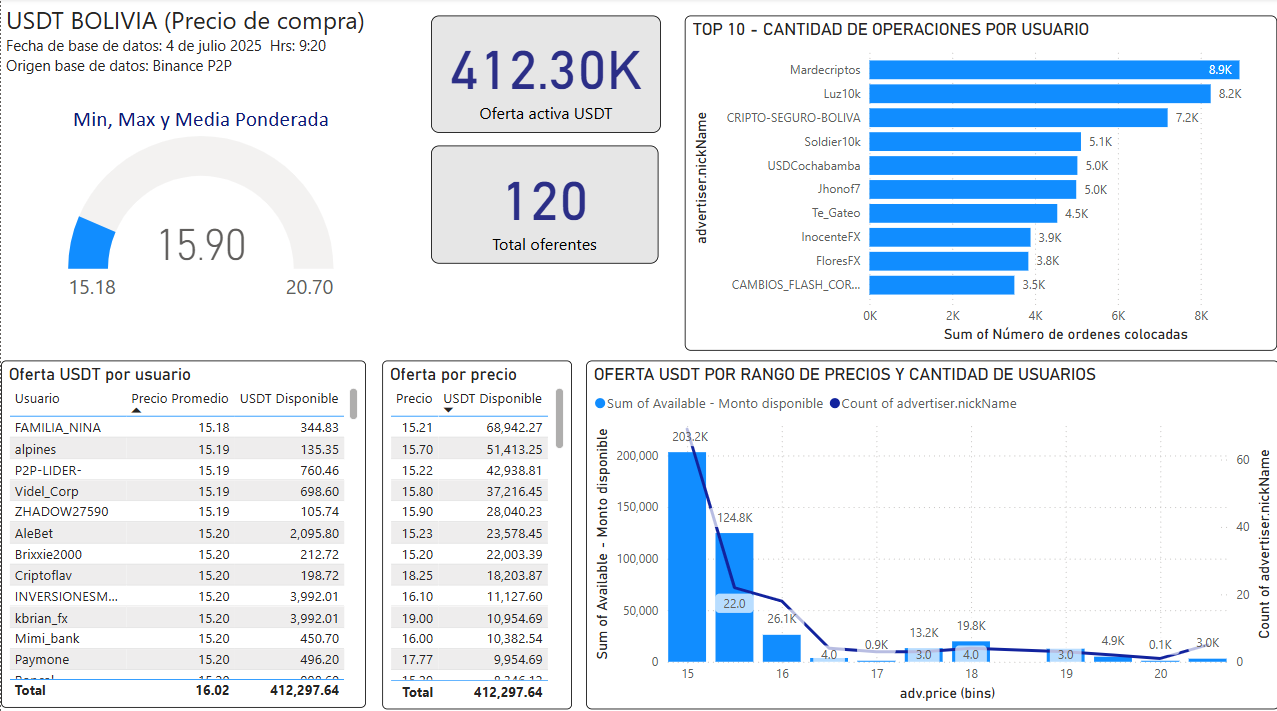 USDT BOLIVIA (Precio de compra)
Fecha de base de datos: 4 de julio 2025 Hrs: 9:20
Origen base de datos: Binance P2P
Min, Max y Media Ponderada
15.90
15.18
20.70
412.30K
Oferta activa USDT
120
Total oferentes
TOP 10 - CANTIDAD DE OPERACIONES POR USUARIO
advertiser.nickName
Mardecriptos 8.9K
Luz10k 8.2K
CRIPTO-SEGURO-BOLIVA 7.2K
Soldier10k 5.1K
USDCochabamba 5.0K
Jhonof7 5.0K
Te_Gateo 4.5K
InocenteFX 3.9K
FloresFX 3.8K
CAMBIOS_FLASH_COR... 3.5K
0K 2K 4K 6K 8K
Sum of Número de ordenes colocadas
Oferta USDT por usuario
Usuario Precio Promedio USDT Disponible
FAMILIA_NINA 15.18 344.83
alpines 15.19 135.35
P2P-LIDER- 15.19 760.46
Videl_Corp 15.19 698.60
ZHADOW27590 15.19 105.74
AleBet 15.20 2,095.80
Brixxie2000 15.20 212.72
Criptoflav 15.20 198.72
INVERSIONESM... 15.20 3,992.01
kbrian_fx 15.20 3,992.01
Mimi_bank 15.20 450.70
Paymone 15.20 496.20
Total 16.02 412,297.64
Oferta por precio
Precio USDT Disponible
15.21 68,942.27
15.70 51,413.25
15.22 42,938.81
15.80 37,216.45
15.90 28,040.23
15.23 23,578.45
15.20 22,003.39
18.25 18,203.87
16.10 11,127.60
19.00 10,954.69
16.00 10,382.54
17.77 9,954.69
Total 412,297.64
OFERTA USDT POR RANGO DE PRECIOS Y CANTIDAD DE USUARIOS
Sum of Available - Monto disponible Count of advertiser.nickName
Sum of Available - Monto disponible
200,000
150,000
100,000
50,000
0
203.2K
124.8K
22.0
26.1K
4.0
0.9K
13.2K
3.0
19.8K
4.0
3.0
4.9K
0.1K
3.0K
60
40
20
0
Count of advertiser.nickName
15 16 17 18 19 20
adv.price (bins)